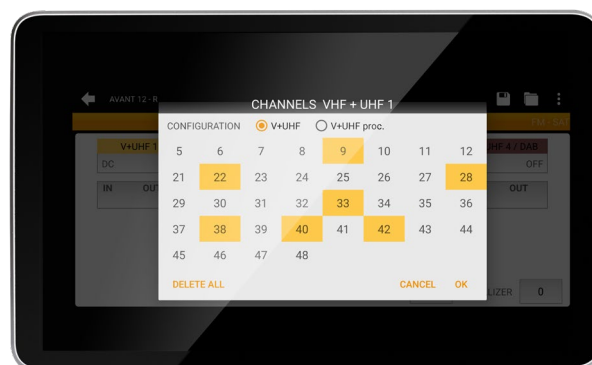 AVANT 12 - R
CHANNELS VHF + UHF 1
FM - SAT
CONFIGURATION V+UHF V+UHF proc.
V+UHF 1
UHF 4 / DAB
DC
OFF
IN OUT
OUT
5 6 7 8 9 10 11 12
21 22 23 24 25 26 27 28
29 30 31 32 33 34 35 36
37 38 39 40 41 42 43 44
45 46 47 48
DELETE ALL CANCEL OK
LIZER 0